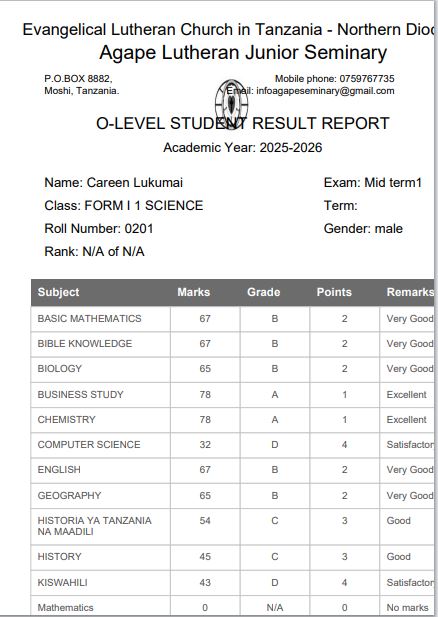 Evangelical Lutheran Church in Tanzania - Northern
Agape Lutheran Junior Seminary
P.O.BOX 8882,
Moshi, Tanzania.
Mobile phone: 0759767735
Email: infoagapeseminary@gmail.com
O-LEVEL STUDENT RESULT REPORT
Academic Year: 2025-2026
Name: Careen Lukumai
Exam: Mid term1
Class: FORM I 1 SCIENCE
Term:
Roll Number: 0201
Gender: male
Rank: N/A of N/A
Subject Marks Grade Points Remarks
BASIC MATHEMATICS 67 B 2 Very Good
BIBLE KNOWLEDGE 67 B 2 Very Good
BIOLOGY 65 B 2 Very Good
BUSINESS STUDY 78 A 1 Excellent
CHEMISTRY 78 A 1 Excellent
COMPUTER SCIENCE 32 D 4 Satisfactor
ENGLISH 67 B 2 Very Good
GEOGRAPHY 65 B 2 Very Good
HISTORIA YA TANZANIA
NA MAADILI 54 C 3 Good
HISTORY 45 C 3 Good
KISWAHILI 43 D 4 Satisfactor
Mathematics 0 N/A 0 No marks